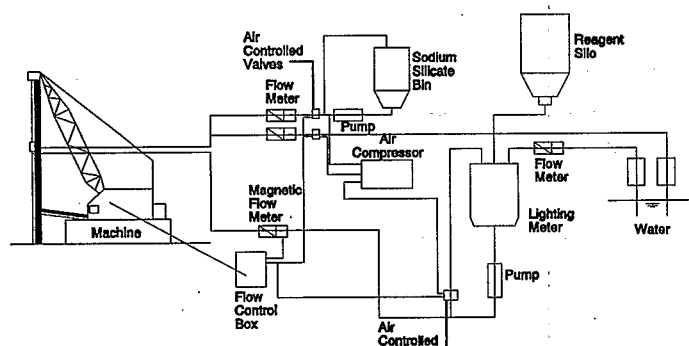 Air
Controlled
Valves
Flow
Meter
Sodium
Silicate
Bin
Reagent
Silo
Pump
Air
Compressor
Flow
Meter
Magnetic
Flow
Meter
Lighting
Meter
Water
Machine
Pump
Flow
Control
Box
Air
Controlled